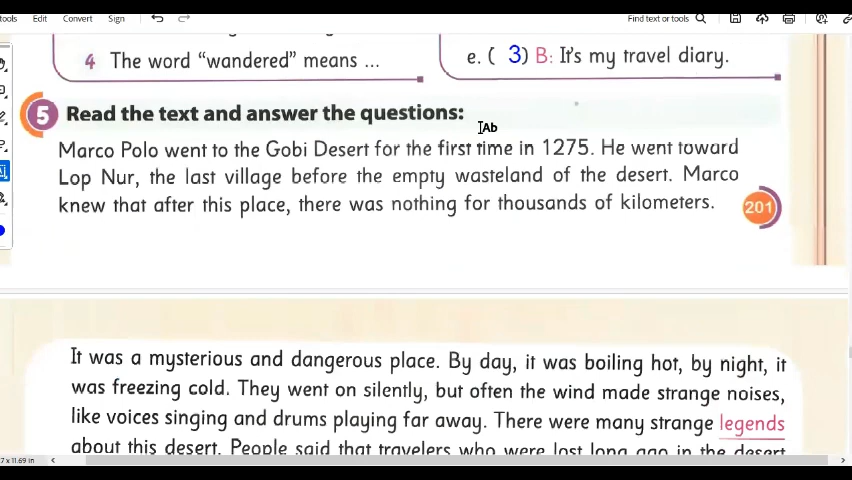 tools Edit Convert Sign Find text or tools
4 The word “wandered” means ...
e. ( 3) B: It's my travel diary.
5 Read the text and answer the questions:
Ab
Marco Polo went to the Gobi Desert for the first time in 1275. He went toward
Lop Nur, the last village before the empty wasteland of the desert. Marco
knew that after this place, there was nothing for thousands of kilometers.
201
It was a mysterious and dangerous place. By day, it was boiling hot, by night, it
was freezing cold. They went on silently, but often the wind made strange noises,
like voices singing and drums playing far away. There were many strange legends
about this desert. People said that travelers who were lost long ago in the desert
7 x 11.69 in